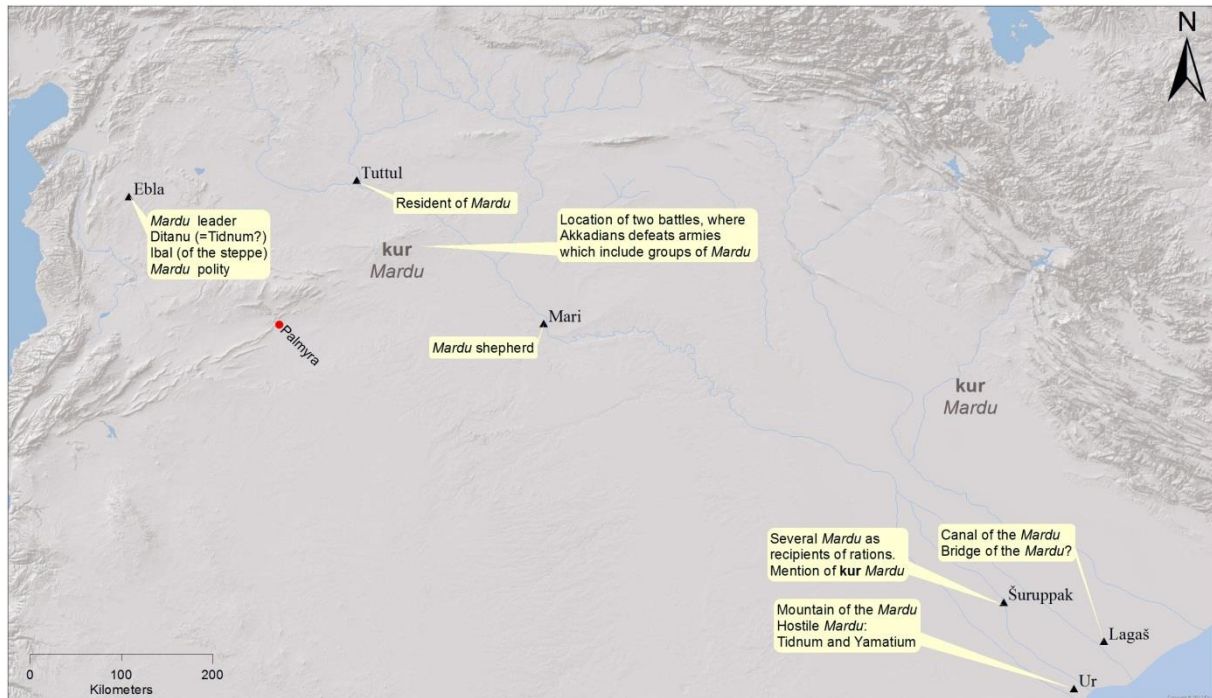 N
Ebla
Mardu leader
Ditanu (=Tidnum?)
Ibal (of the steppe)
Mardu polity
Tuttul
Resident of Mardu
kur
Mardu
Location of two battles, where
Akkadians defeats armies
which include groups of Mardu
Palmyra
Mari
Mardu shepherd
kur
Mardu
Several Mardu as
recipients of rations.
Mention of kur Mardu
Canal of the Mardu
Bridge of the Mardu?
Šuruppak
Mountain of the Mardu
Hostile Mardu:
Tidnum and Yamatium
Lagaš
Ur
0 100 200
Kilometers